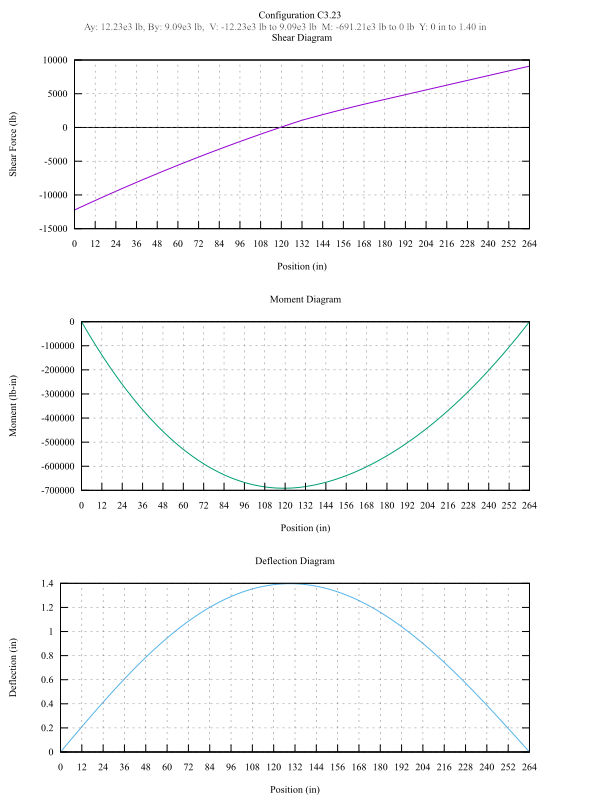 Configuration C3.23
Ay: 12.23e3 lb, By: 9.09e3 lb, V: -12.23e3 lb to 9.09e3 lb M: -691.21e3 lb to 0 lb Y: 0 in to 1.40 in
Shear Diagram
10000
5000
0
-5000
-10000
-15000
Shear Force (lb)
0 12 24 36 48 60 72 84 96 108 120 132 144 156 168 180 192 204 216 228 240 252 264
Position (in)
Moment Diagram
0
-100000
-200000
-300000
-400000
-500000
-600000
-700000
Moment (lb-in)
0 12 24 36 48 60 72 84 96 108 120 132 144 156 168 180 192 204 216 228 240 252 264
Position (in)
Deflection Diagram
1.4
1.2
1
0.8
0.6
0.4
0.2
0
Deflection (in)
0 12 24 36 48 60 72 84 96 108 120 132 144 156 168 180 192 204 216 228 240 252 264
Position (in)